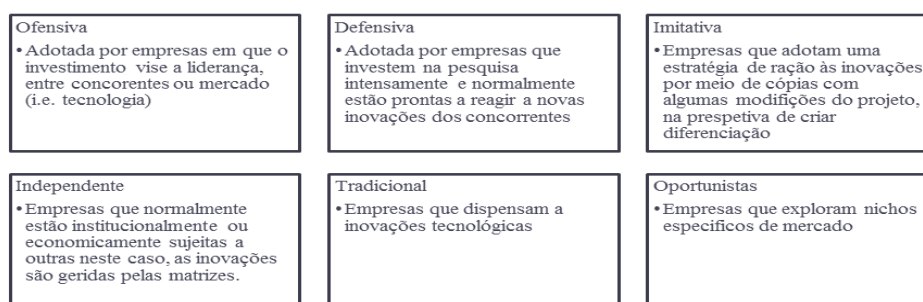 Ofensiva
• Adotada por empresas em que o
investimento vise a liderança,
entre concorentes ou mercado
(i.e. tecnologia)
Defensiva
• Adotada por empresas que
investem na pesquisa
intensamente e normalmente
estão prontas a reagir a novas
inovações dos concorrentes
Imitativa
• Empresas que adotam uma
estratégia de ração às inovações
por meio de cópias com
algumas modifições do projeto,
na prespetiva de criar
diferenciação
Independente
• Empresas que normalmente
estão institucionalmente ou
economicamente sujeitas a
outras neste caso, as inovações
são geridas pelas matrizes.
Tradicional
• Empresas que dispensam a
inovações tecnológicas
Oportunistas
• Empresas que exploram nichos
especificos de mercado